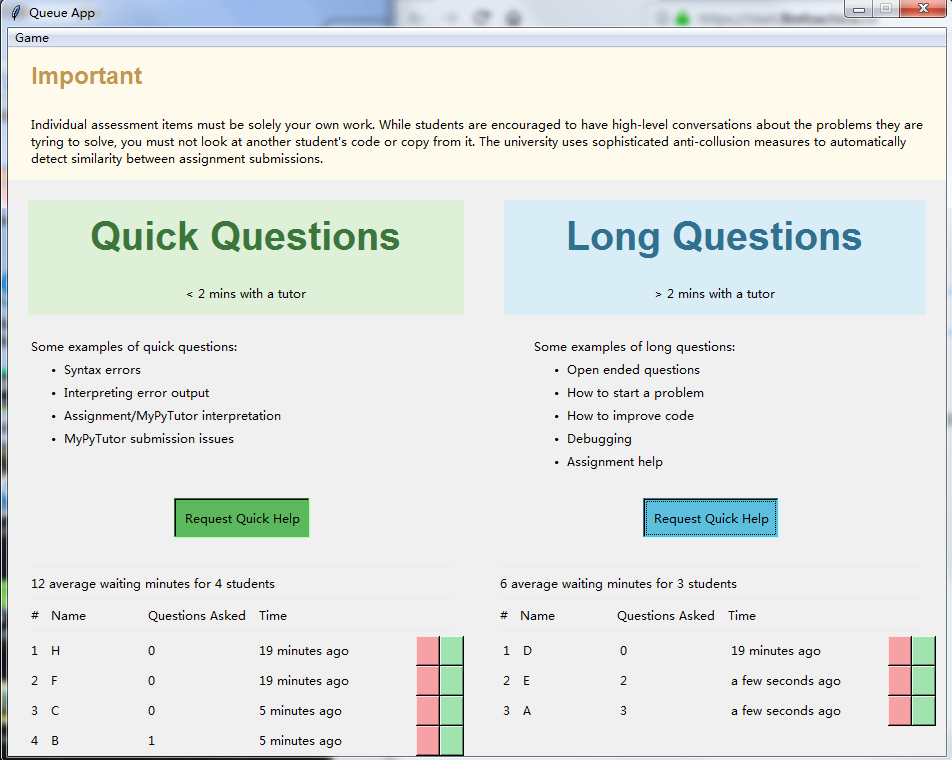 Queue App
Game
Important
Individual assessment items must be solely your own work. While students are encouraged to have high-level conversations about the problems they are
tyring to solve, you must not look at another student's code or copy from it. The university uses sophisticated anti-collusion measures to automatically
detect similarity between assignment submissions.
Quick Questions
< 2 mins with a tutor
Some examples of quick questions:
• Syntax errors
• Interpreting error output
• Assignment/MyPyTutor interpretation
• MyPyTutor submission issues
Request Quick Help
12 average waiting minutes for 4 students
# Name Questions Asked Time
1 H 0 19 minutes ago
2 F 0 19 minutes ago
3 C 0 5 minutes ago
4 B 1 5 minutes ago
Long Questions
> 2 mins with a tutor
Some examples of long questions:
• Open ended questions
• How to start a problem
• How to improve code
• Debugging
• Assignment help
Request Quick Help
6 average waiting minutes for 3 students
# Name Questions Asked Time
1 D 0 19 minutes ago
2 E 2 a few seconds ago
3 A 3 a few seconds ago